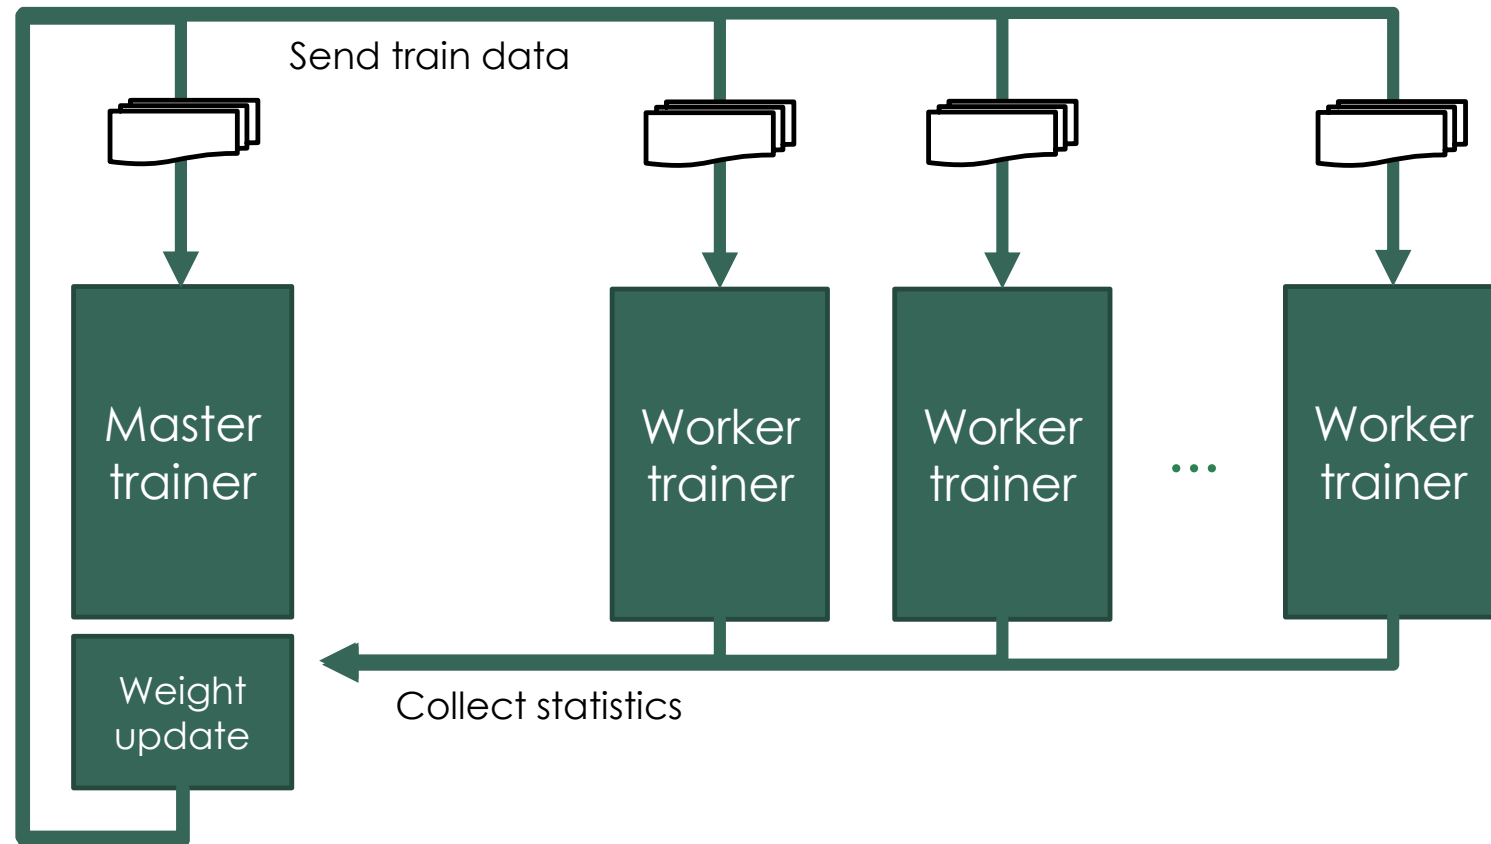 Send train data
Master
trainer
Worker
trainer
Worker
trainer
...
Worker
trainer
Weight
update
Collect statistics